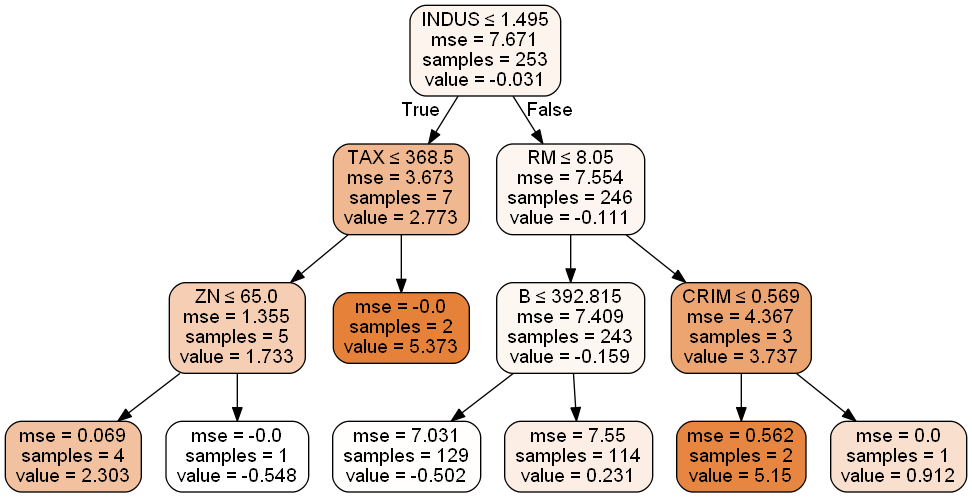 INDUS ≤ 1.495
mse = 7.671
samples = 253
value = -0.031
True
False
TAX ≤ 368.5
mse = 3.673
samples = 7
value = 2.773
RM ≤ 8.05
mse = 7.554
samples = 246
value = -0.111
ZN ≤ 65.0
mse = 1.355
samples = 5
value = 1.733
mse = -0.0
samples = 2
value = 5.373
B ≤ 392.815
mse = 7.409
samples = 243
value = -0.159
CRIM ≤ 0.569
mse = 4.367
samples = 3
value = 3.737
mse = 0.069
samples = 4
value = 2.303
mse = -0.0
samples = 1
value = -0.548
mse = 7.031
samples = 129
value = -0.502
mse = 7.55
samples = 114
value = 0.231
mse = 0.562
samples = 2
value = 5.15
mse = 0.0
samples = 1
value = 0.912